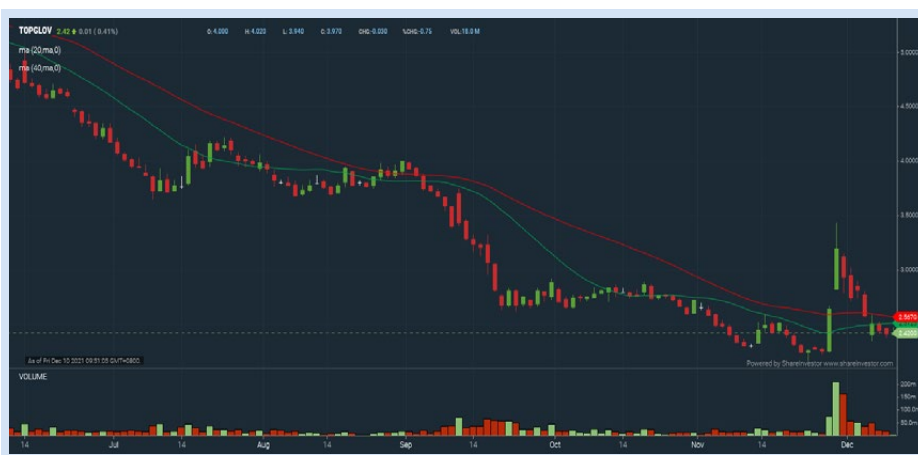 TOPGLOV 2.42 0.01 ( 0.41%) O: 4.000 H: 4.020 L: 3.940 C: 3.970 CHG: -0.030 %CHG: -0.75 VOL: 18.0 M
ma (20,ma,0)
ma (40,ma,0)
5.0000
4.5000
4.0000
3.5000
3.0000
2.5670
2.4200
As of Fri Dec 10 2021 09:51:05 GMT+0800
Powered by ShareInvestor www.shareinvestor.com
VOLUME
200m
150m
100.0m
50.0m
14 Jul 14 Aug 14 Sep 14 Oct 14 Nov 14 Dec